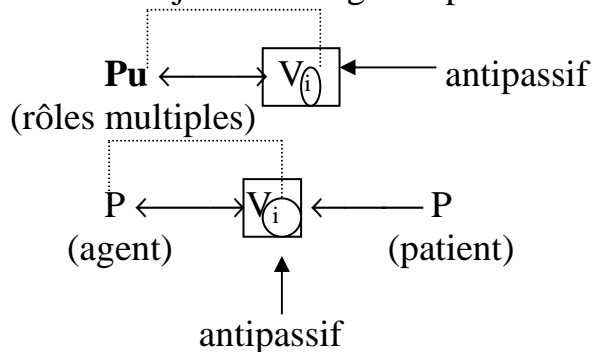 Pu V i antipassif
(rôles multiples)
P V i P
(agent) (patient)
antipassif